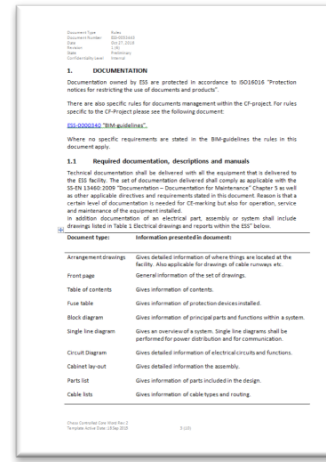 Document Type Rules
Document Number ESS-0093445
Date Oct 27, 2016
Revision 2 (6)
State Preliminary
Confidentiality Level Internal
1. DOCUMENTATION
Documentation owned by ESS are protected in accordance to ISO16016 "Protection
notices for restricting the use of documents and products".
There are also specific rules for documents management within the CF-project. For rules
specific to the CF-Project please see the following document:
ESS-0000340 "BIM-guidelines".
Where no specific requirements are stated in the BIM-guidelines the rules in this
document apply.
1.1 Required documentation, descriptions and manuals
Technical documentation shall be delivered with all the equipment that is delivered to
the ESS facility. The set of documentation delivered shall comply as applicable with the
SS-EN 13460:2009 "Documentation – Documentation for Maintenance" Chapter 5 as well
as other applicable directives and requirements stated in this document. Reason is that a
certain level of documentation is needed for CE-marking but also for operation, service
and maintenance of the equipment installed.
In addition documentation of an electrical part, assembly or system shall include
drawings listed in Table 1 Electrical drawings and reports within the ESS" below.
Document type: Information presented in document:
Arrangement drawings Gives detailed information of where things are located at the
facility. Also applicable for drawings of cable runways etc.
Front page General information of the set of drawings.
Table of contents Gives information of contents.
Fuse table Gives information of protection devices installed.
Block diagram Gives information of principal parts and functions within a system.
Single line diagram Gives an overview of a system. Single line diagrams shall be
performed for power distribution and for communication.
Circuit Diagram Gives detailed information of electrical circuits and functions.
Cabinet lay-out Gives detailed information the assembly.
Parts list Gives information of parts included in the design.
Cable lists Gives information of cable types and routing.
Chess Controlled Core Word Rev 2
Template Active Date: 18 Sep 2013